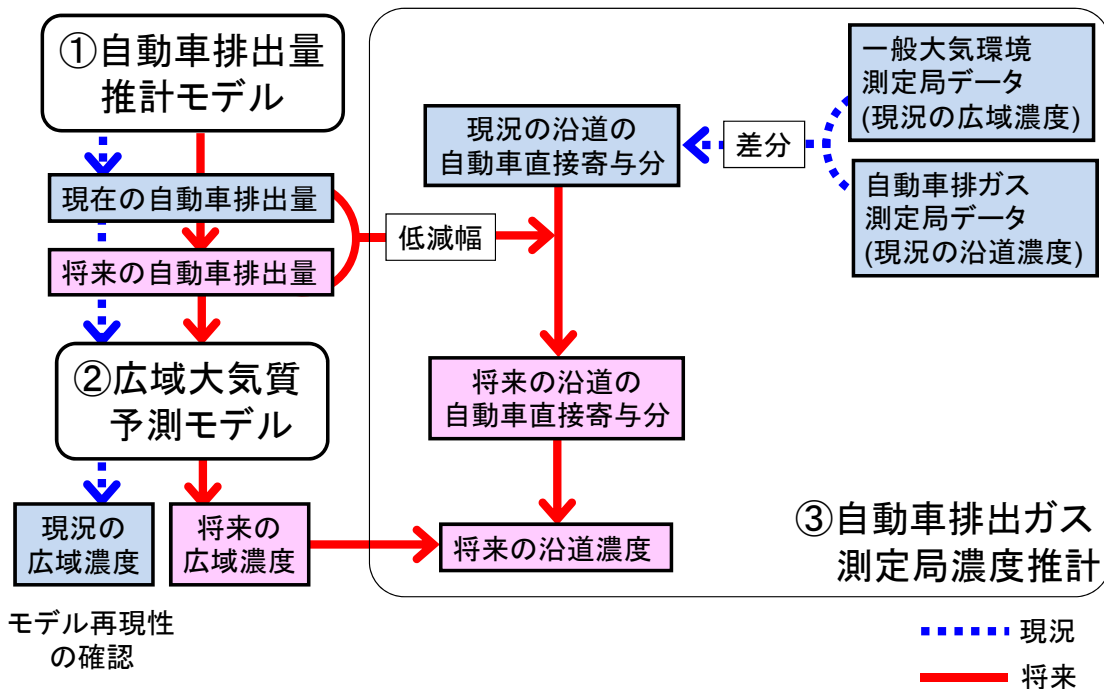 ①自動車排出量
推計モデル
現在の自動車排出量
将来の自動車排出量
②広域大気質
予測モデル
現況の
広域濃度
将来の
広域濃度
モデル再現性
の確認
低減幅
現況の沿道の
自動車直接寄与分
差分
一般大気環境
測定局データ
(現況の広域濃度)
自動車排ガス
測定局データ
(現況の沿道濃度)
将来の沿道の
自動車直接寄与分
将来の沿道濃度
③自動車排出ガス
測定局濃度推計
現況
将来